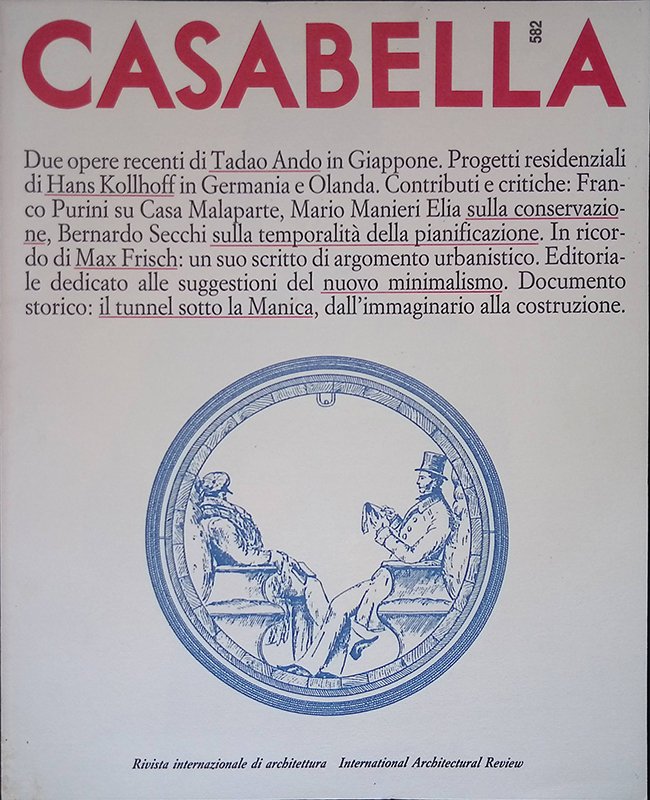 CASABELLA
582
Due opere recenti di Tadao Ando in Giappone. Progetti residenziali
di Hans Kollhoff in Germania e Olanda. Contributi e critiche: Fran-
co Purini su Casa Malaparte, Mario Manieri Elia sulla conservazio-
ne, Bernardo Secchi sulla temporalità della pianificazione. In ricor-
do di Max Frisch: un suo scritto di argomento urbanistico. Editoria-
le dedicato alle suggestioni del nuovo minimalismo. Documento
storico: il tunnel sotto la Manica, dall'immaginario alla costruzione.
Rivista internazionale di architettura International Architectural Review